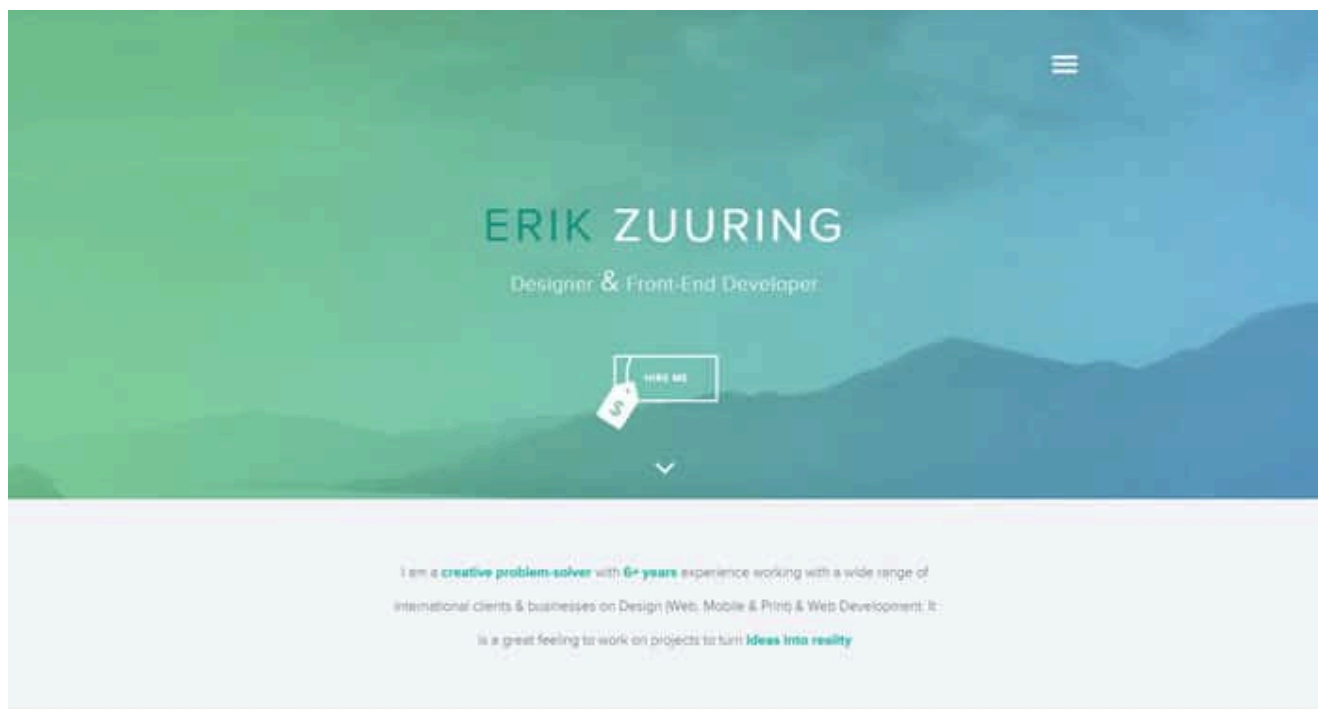 ERIK ZUURING
Designer & Front-End Developer
HIRE ME
$
I am a creative problem-solver with 6+ years experience working with a wide range of
international clients & businesses on Design (Web, Mobile & Print) & Web Development. It
is a great feeling to work on projects to turn ideas into reality